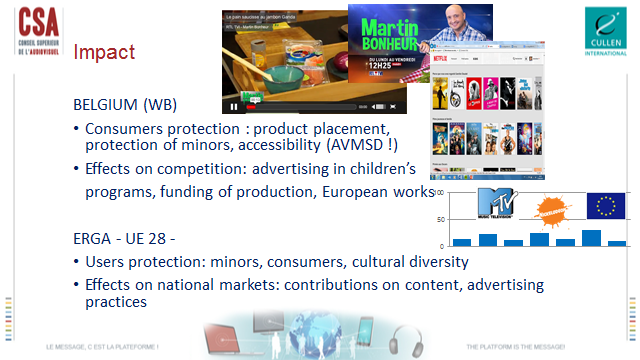 CSA
CONSEIL SUPERIEUR
DE L'AUDIOVISUEL
Impact
Le pain saucisse au jambon Ganda
RTL TVI - Martin Bonheur
Martin
BONHEUR
DU LUNDI AU VENDREDI
12H25
NETFLIX
CULLEN
INTERNATIONAL
BELGIUM (WB)
• Consumers protection : product placement,
protection of minors, accessibility (AVMSD !)
• Effects on competition: advertising in children’s
programs, funding of production, European works
100
50
0
MTV
MUSIC TELEVISION
nickelodeon
ERGA - UE 28 -
• Users protection: minors, consumers, cultural diversity
• Effects on national markets: contributions on content, advertising
practices
LE MESSAGE, C EST LA PLATEFORME !
THE PLATFORM IS THE MESSAGE!